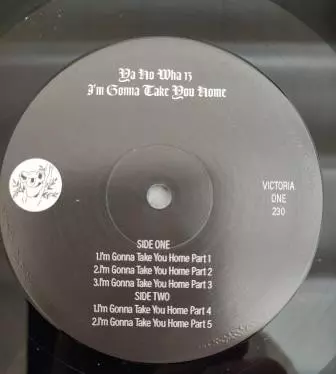 Ya Ho Wha 13
I'm Gonna Take You Home
VICTORIA
DNE
230
SIDE ONE
1.I'm Gonna Take You Home Part 1
2.I'm Gonna Take You Home Part 2
3.I'm Gonna Take You Home Part 3
SIDE TWO
1.I'm Gonna Take You Home Part 4
2.I'm Gonna Take You Home Part 5